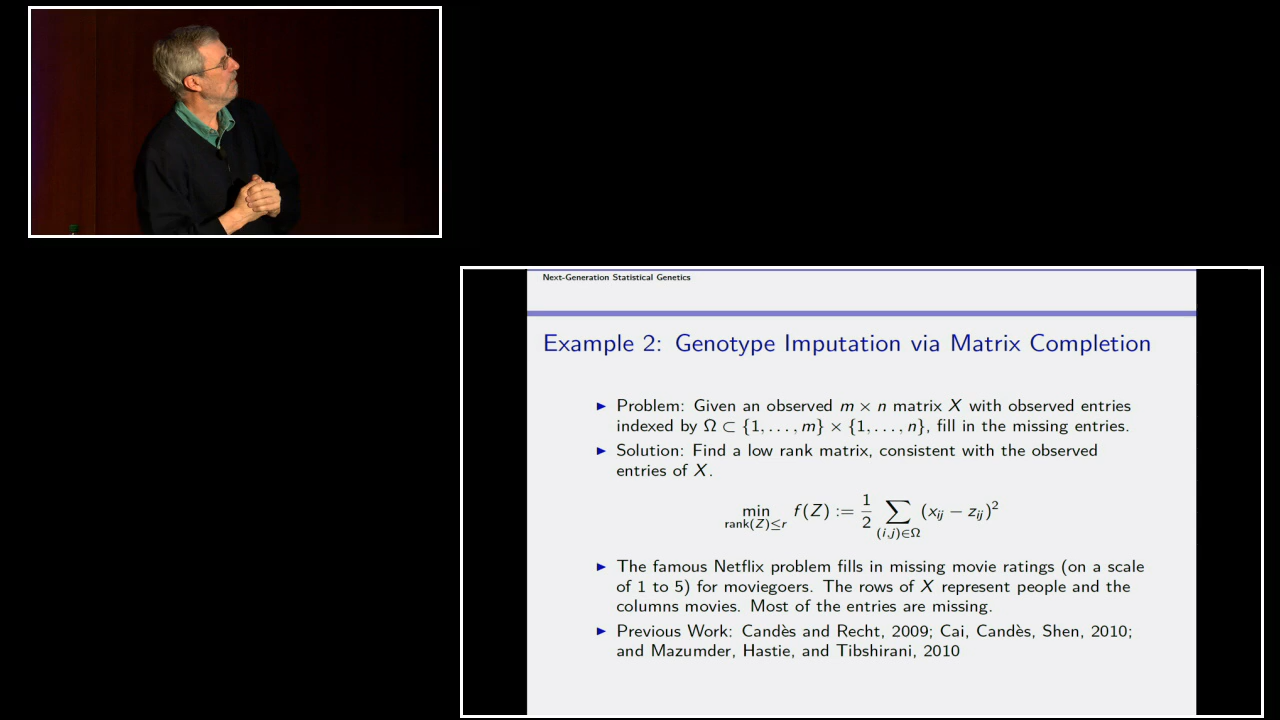 Next-Generation Statistical Genetics
Example 2: Genotype Imputation via Matrix Completion
▶ Problem: Given an observed m × n matrix X with observed entries
indexed by Ω ⊂ {1, . . . , m} × {1, . . . , n}, fill in the missing entries.
▶ Solution: Find a low rank matrix, consistent with the observed
entries of X.
min rank(Z)≤r f(Z) := 1/2 ∑ (i,j)∈Ω (x_ij − z_ij)²
▶ The famous Netflix problem fills in missing movie ratings (on a scale
of 1 to 5) for moviegoers. The rows of X represent people and the
columns movies. Most of the entries are missing.
▶ Previous Work: Candès and Recht, 2009; Cai, Candès, Shen, 2010;
and Mazumder, Hastie, and Tibshirani, 2010